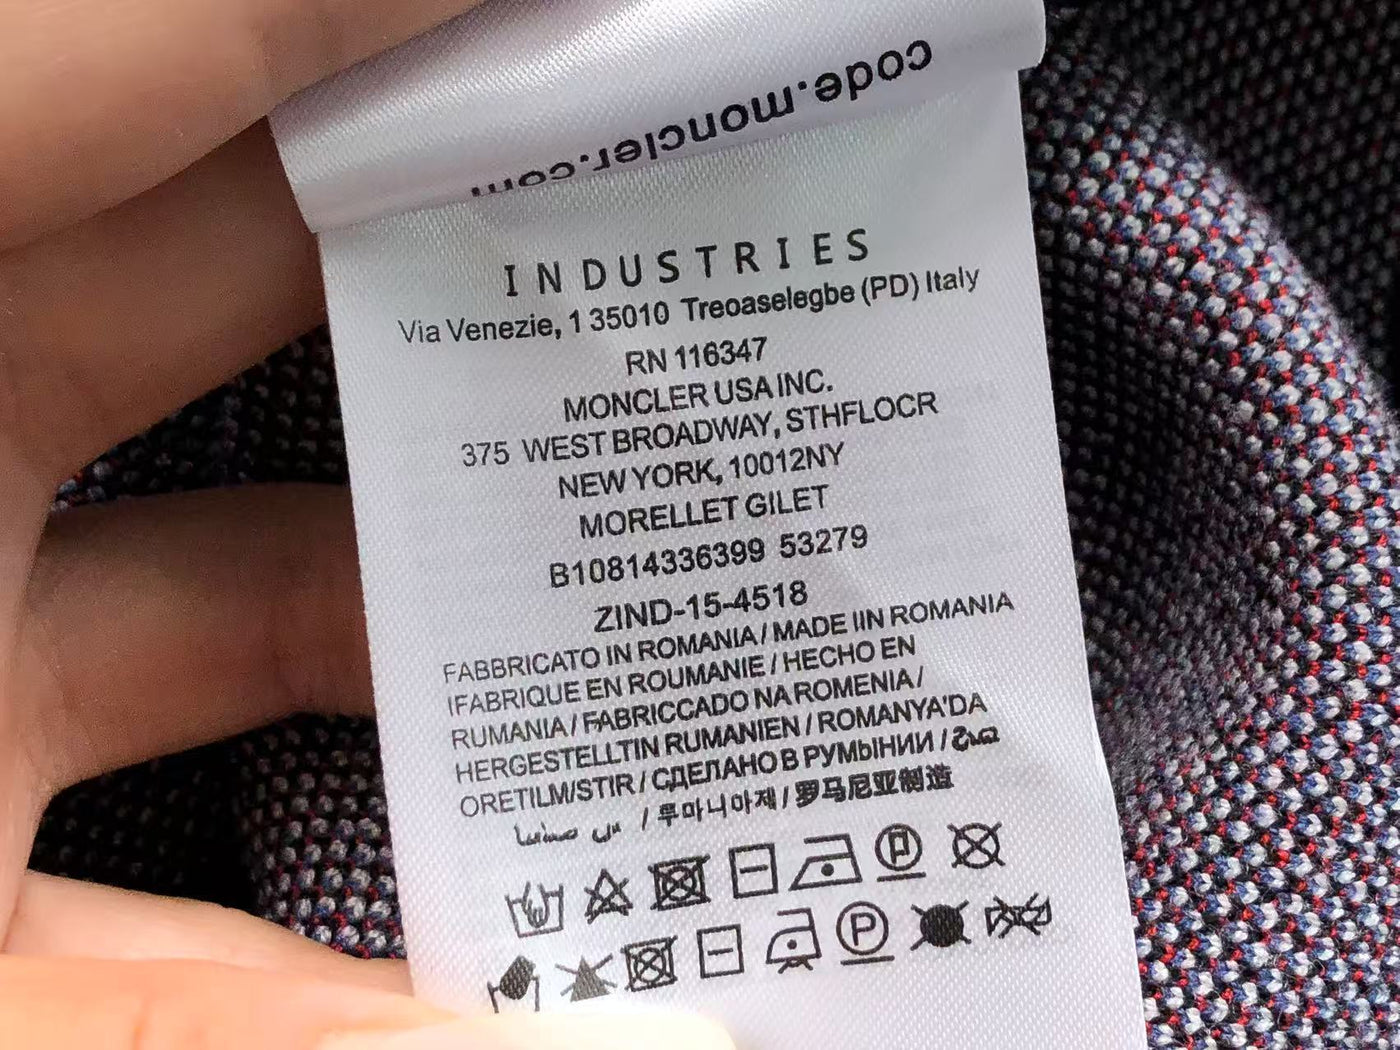 code.moncler.com
INDUSTRIES
Via Venezie, 1 35010 Treoaselegbe (PD) Italy
RN 116347
MONCLER USA INC.
375 WEST BROADWAY, STHFLOCR
NEW YORK, 10012NY
MORELLET GILET
B10814336399 53279
ZIND-15-4518
FABBRICATO IN ROMANIA / MADE IIN ROMANIA
IFABRIQUE EN ROUMANIE / HECHO EN
RUMANIA / FABRICCADO NA ROMENIA /
HERGESTELLTIN RUMANIEN / ROMANYA'DA
ORETILM/STIR / СДЕЛАНО В РУМЫНИИ /
/ 루마니아제 / 罗马尼亚制造
P
P